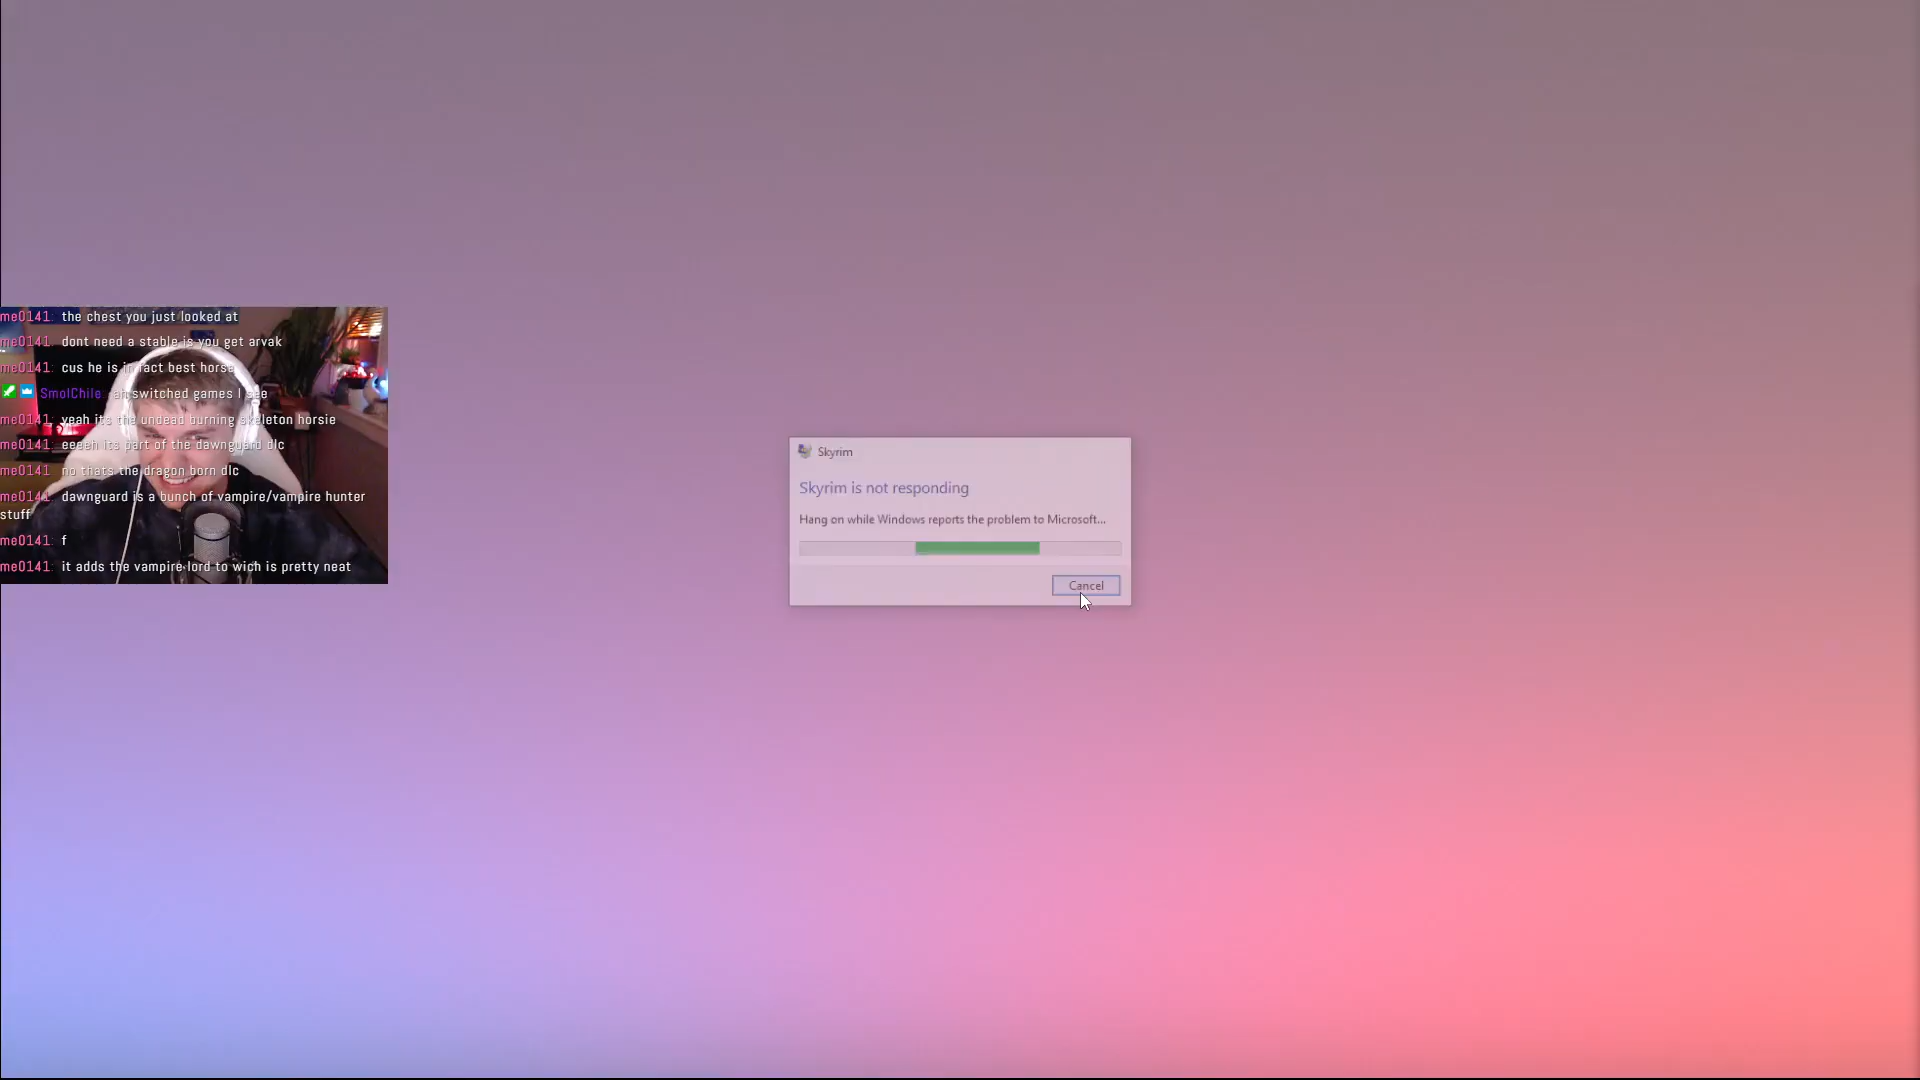 me0141: the chest you just looked at
me0141: dont need a stable is you get arvak
me0141: cus he is in fact best horse
SmolChile: ah switched games I see
me0141: yeah its the undead burning skeleton horsie
me0141: eeeeh its part of the dawnguard dlc
me0141: no thats the dragon born dlc
me0141: dawnguard is a bunch of vampire/vampire hunter
stuff
me0141: f
me0141: it adds the vampire lord to wich is pretty neat
Skyrim
Skyrim is not responding
Hang on while Windows reports the problem to Microsoft...
Cancel